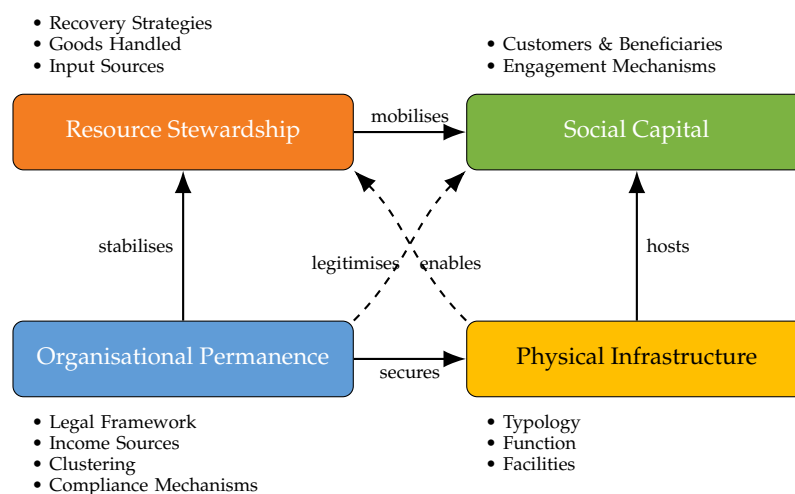 • Recovery Strategies
• Goods Handled
• Input Sources
• Customers & Beneficiaries
• Engagement Mechanisms
Resource Stewardship
mobilises
Social Capital
stabilises
legitimises
enables
hosts
Organisational Permanence
secures
Physical Infrastructure
• Legal Framework
• Income Sources
• Clustering
• Compliance Mechanisms
• Typology
• Function
• Facilities